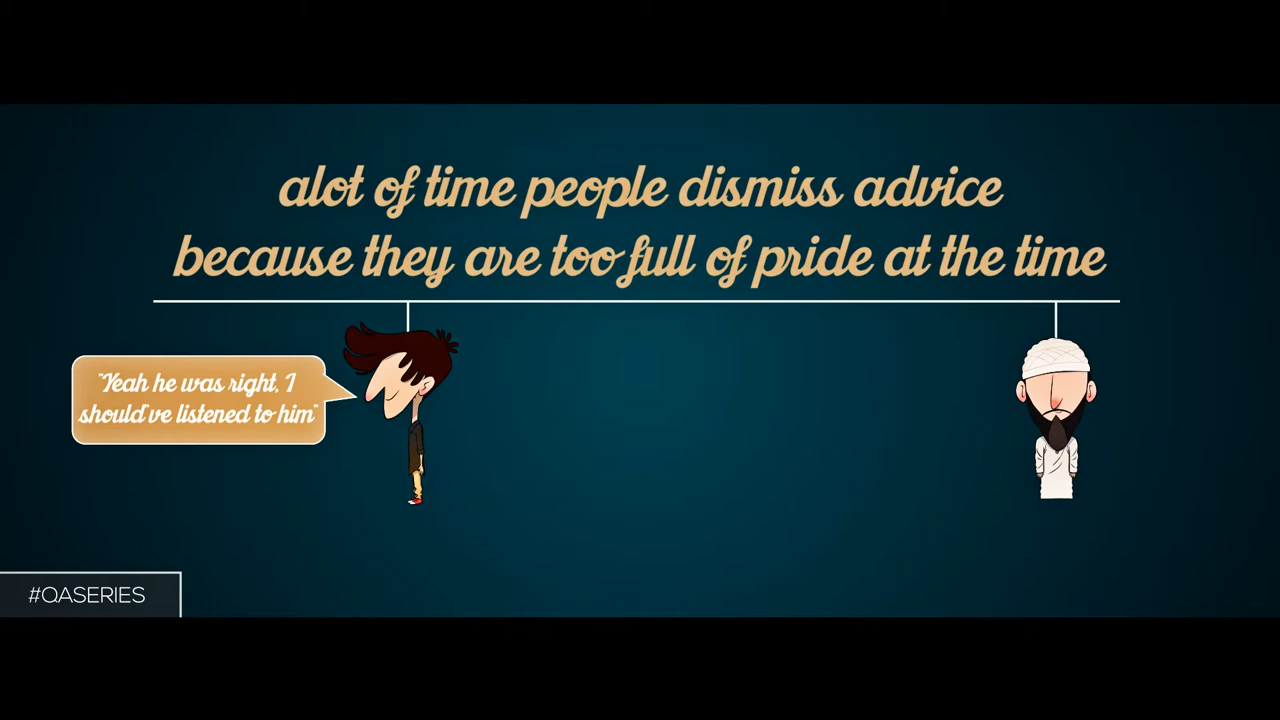 alot of time people dismiss advice
because they are too full of pride at the time
"Yeah he was right, I
should've listened to him"
#QASERIES